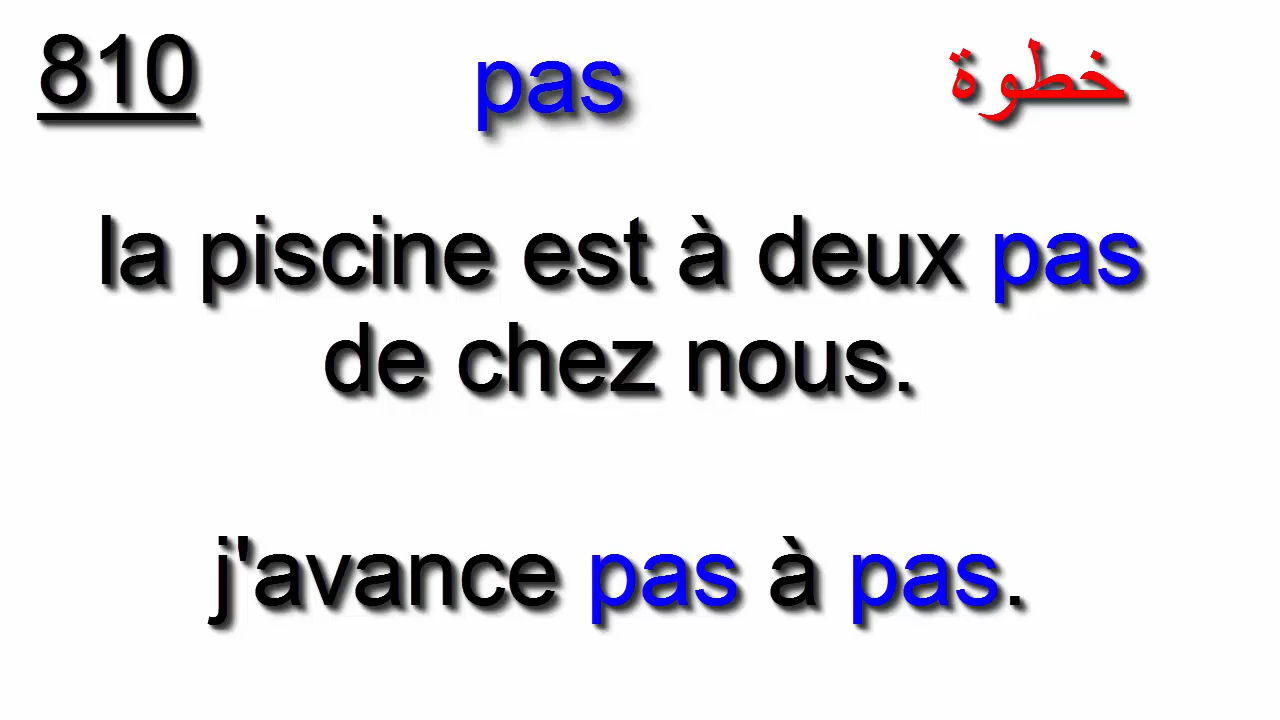 810 pas خطوة
la piscine est à deux pas
de chez nous.
j'avance pas à pas.